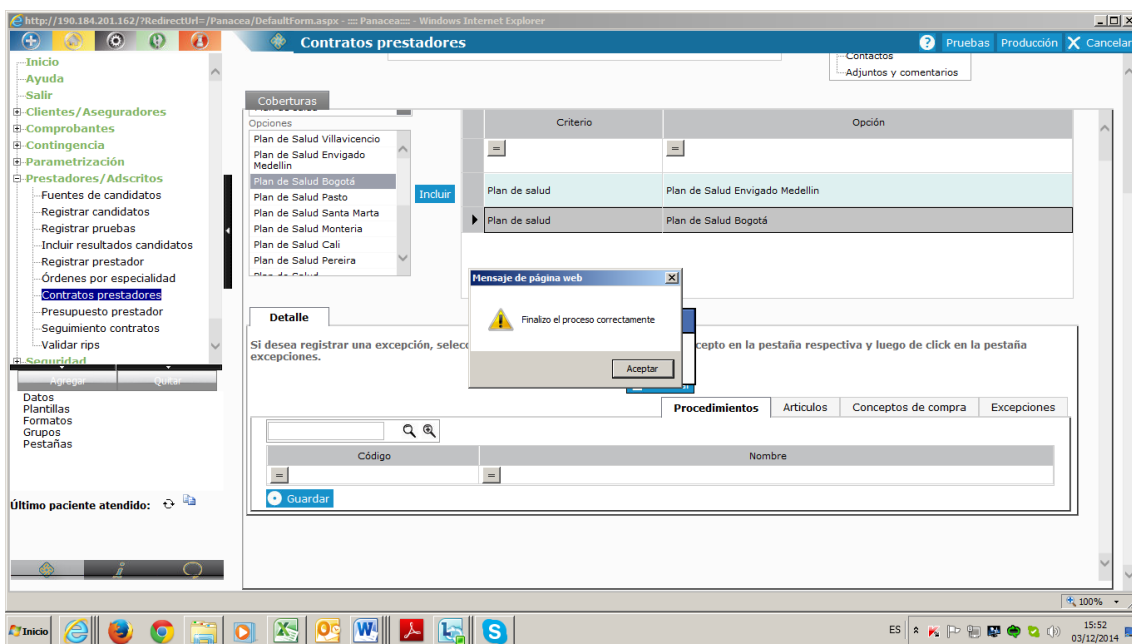 http://190.184.201.162/?RedirectUrl=/Panacea/DefaultForm.aspx - :::: Panacea:::: - Windows Internet Explorer
Contratos prestadores
? Pruebas Producción X Cancelar
Inicio
Ayuda
Salir
Clientes/Aseguradores
Comprobantes
Contingencia
Parametrización
Prestadores/Adscritos
Fuentes de candidatos
Registrar candidatos
Registrar pruebas
Incluir resultados candidatos
Registrar prestador
Órdenes por especialidad
Contratos prestadores
Presupuesto prestador
Seguimiento contratos
Validar rips
Seguridad
Agregar Quitar
Datos
Plantillas
Formatos
Grupos
Pestañas
Último paciente atendido:
Contactos
Adjuntos y comentarios
Coberturas
Opciones
Plan de Salud Villavicencio
Plan de Salud Envigado
Medellin
Plan de Salud Bogotá
Plan de Salud Pasto
Plan de Salud Santa Marta
Plan de Salud Monteria
Plan de Salud Cali
Plan de Salud Pereira
Plan de Salud
Incluir
Criterio Opción
= =
Plan de salud Plan de Salud Envigado Medellin
Plan de salud Plan de Salud Bogotá
Mensaje de página web
Finalizo el proceso correctamente
Aceptar
Detalle
Si desea registrar una excepción, selecc cepto en la pestaña respectiva y luego de click en la pestaña
excepciones.
Procedimientos Articulos Conceptos de compra Excepciones
Código Nombre
= =
Guardar
100%
Inicio
ES
15:52
03/12/2014